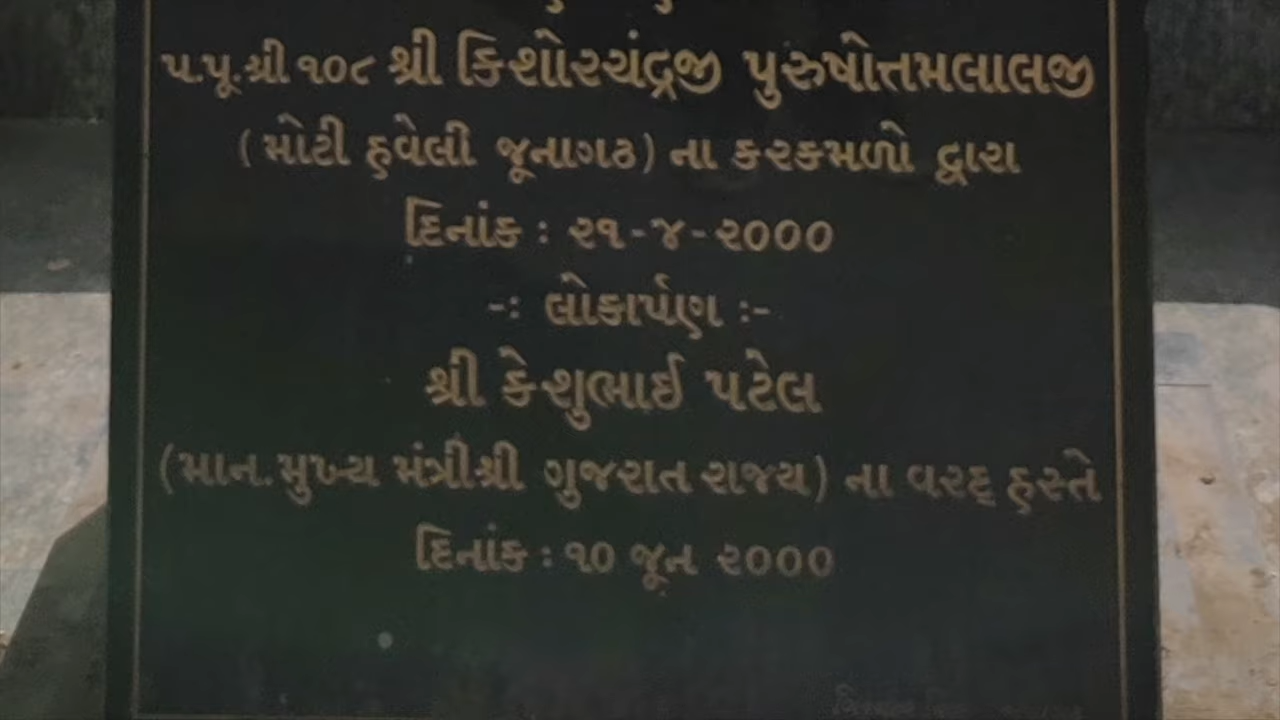 પ.પૂ.શ્રી ૧૦૮ શ્રી કિશોરચંદ્રજી પુરુષોત્તમલાલજી
(મોટી હવેલી જૂનાગઢ) ના કરકમળો દ્વારા
દિનાંક : ૨૧-૪-૨૦૦૦
-: લોકાર્પણ :-
શ્રી કેશુભાઈ પટેલ
(માન.મુખ્ય મંત્રીશ્રી ગુજરાત રાજ્ય) ના વરદ્ હસ્તે
દિનાંક : ૧૦ જૂન ૨૦૦૦